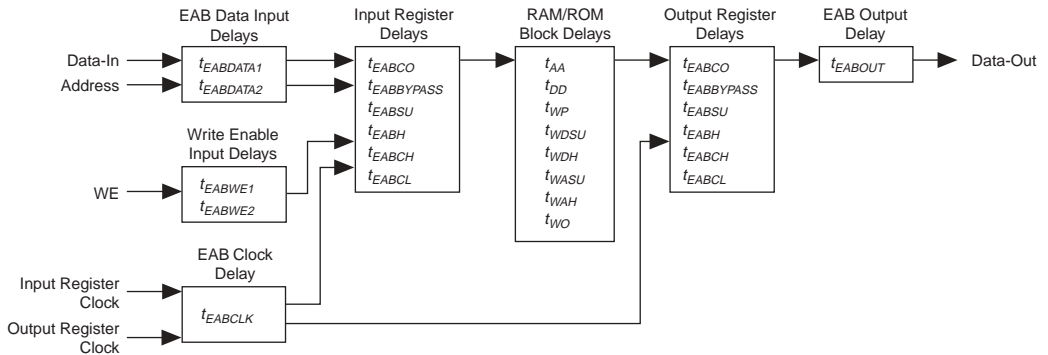 EAB Data Input
Delays
Data-In
Address
tEABDATA1
tEABDATA2
Write Enable
Input Delays
WE
tEABWE1
tEABWE2
EAB Clock
Delay
Input Register
Clock
Output Register
Clock
tEABCLK
Input Register
Delays
tEABCO
tEABBYPASS
tEABSU
tEABH
tEABCH
tEABCL
RAM/ROM
Block Delays
tAA
tDD
tWP
tWDSU
tWDH
tWASU
tWAH
tWO
Output Register
Delays
tEABCO
tEABBYPASS
tEABSU
tEABH
tEABCH
tEABCL
EAB Output
Delay
tEABOUT
Data-Out